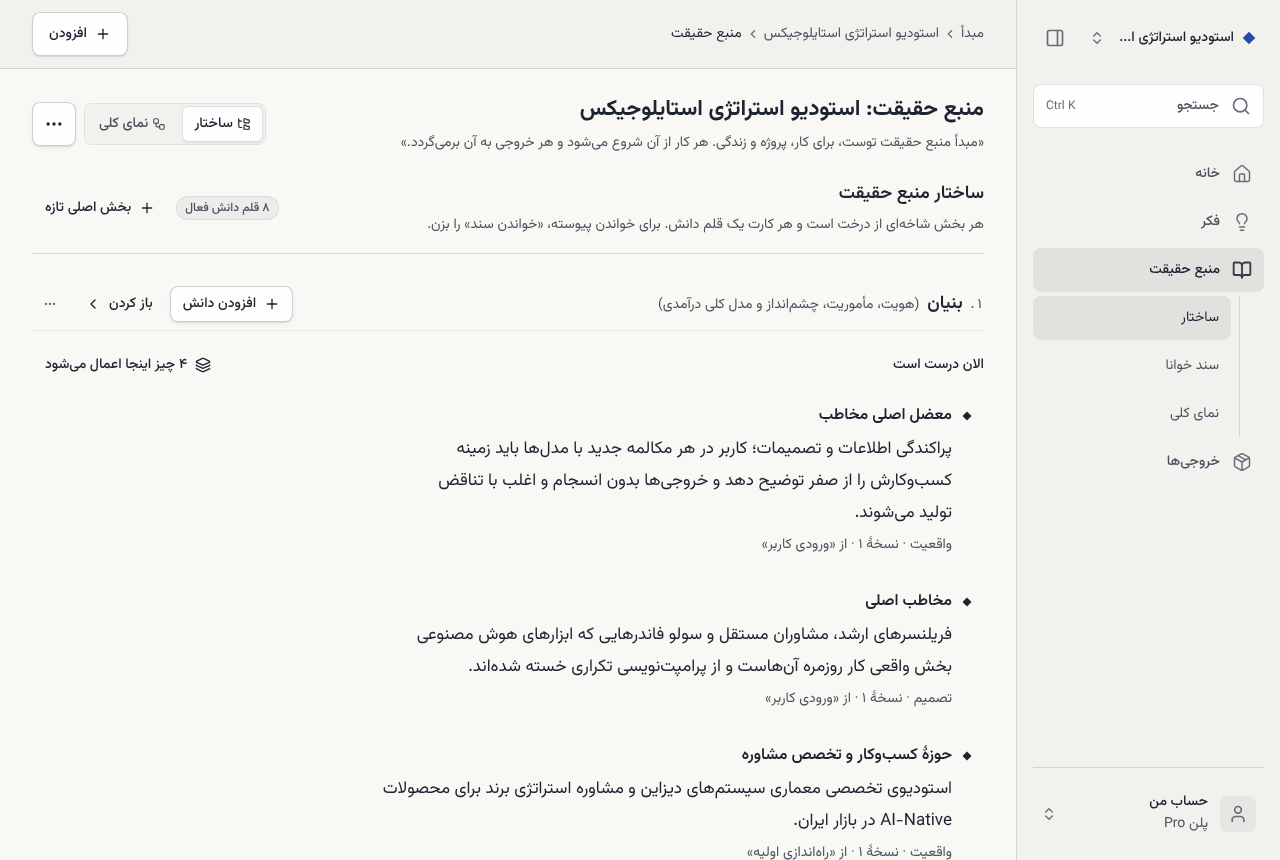 استودیو استراتژی ا...
جستجو Ctrl K
خانه
فکر
منبع حقیقت
ساختار
سند خوانا
نمای کلی
خروجی‌ها
حساب من
پلن Pro
مبدأ › استودیو استراتژی استایلوجیکس › منبع حقیقت
+ افزودن
منبع حقیقت: استودیو استراتژی استایلوجیکس
ساختار نمای کلی ...
«مبدأ منبع حقیقت توست، برای کار، پروژه و زندگی. هر کار از آن شروع می‌شود و هر خروجی به آن برمی‌گردد.»
ساختار منبع حقیقت
۸ قلم دانش فعال + بخش اصلی تازه
هر بخش شاخه‌ای از درخت است و هر کارت یک قلم دانش. برای خواندن پیوسته، «خواندن سند» را بزن.
۱. بنیان (هویت، مأموریت، چشم‌انداز و مدل کلی درآمدی)
+ افزودن دانش باز کردن ...
الان درست است
۴ چیز اینجا اعمال می‌شود
معضل اصلی مخاطب
پراکندگی اطلاعات و تصمیمات؛ کاربر در هر مکالمه جدید با مدل‌ها باید زمینه
کسب‌وکارش را از صفر توضیح دهد و خروجی‌ها بدون انسجام و اغلب با تناقض
تولید می‌شوند.
واقعیت · نسخهٔ ۱ · از «ورودی کاربر»
مخاطب اصلی
فریلنسرهای ارشد، مشاوران مستقل و سولو فاندرهایی که ابزارهای هوش مصنوعی
بخش واقعی کار روزمره آن‌هاست و از پرامپت‌نویسی تکراری خسته شده‌اند.
تصمیم · نسخهٔ ۱ · از «ورودی کاربر»
حوزهٔ کسب‌وکار و تخصص مشاوره
استودیوی تخصصی معماری سیستم‌های دیزاین و مشاوره استراتژی برند برای محصولات
AI-Native در بازار ایران.
واقعیت · نسخهٔ ۱ · از «راه‌اندازی اولیه»